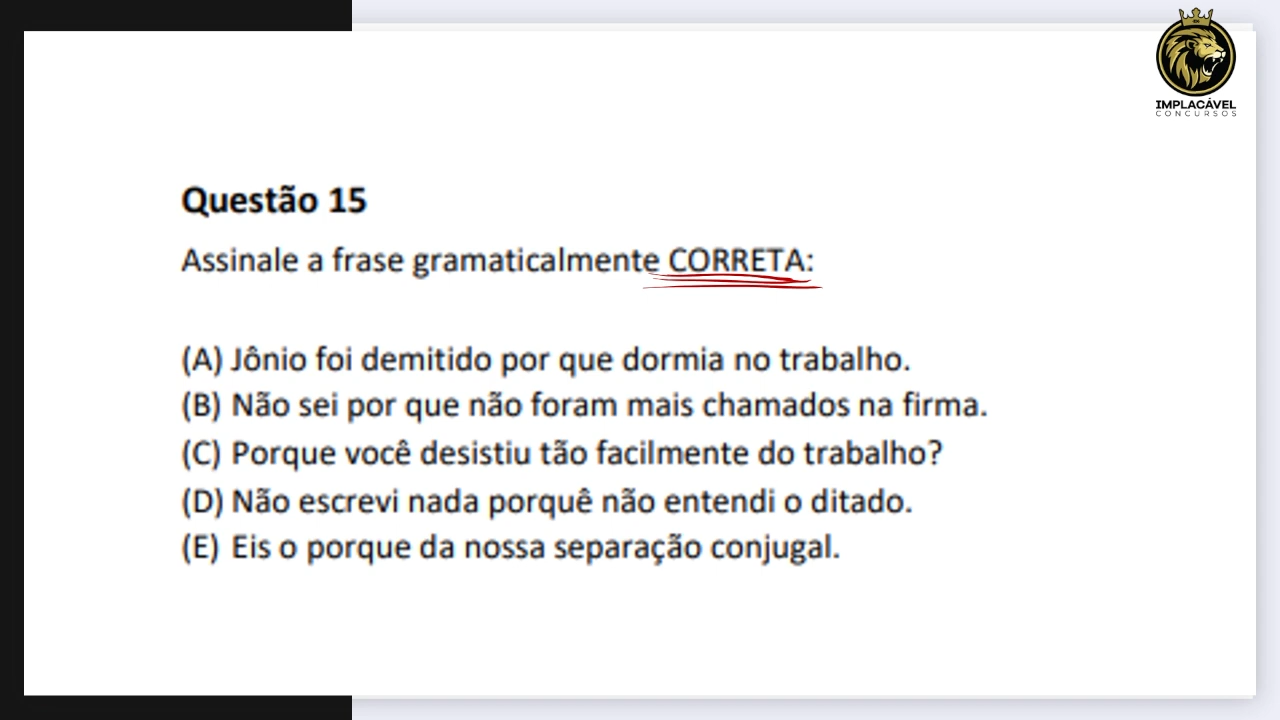 IMPLACÁVEL
CONCURSOS
Questão 15
Assinale a frase gramaticalmente CORRETA:
(A) Jônio foi demitido por que dormia no trabalho.
(B) Não sei por que não foram mais chamados na firma.
(C) Porque você desistiu tão facilmente do trabalho?
(D) Não escrevi nada porquê não entendi o ditado.
(E) Eis o porque da nossa separação conjugal.